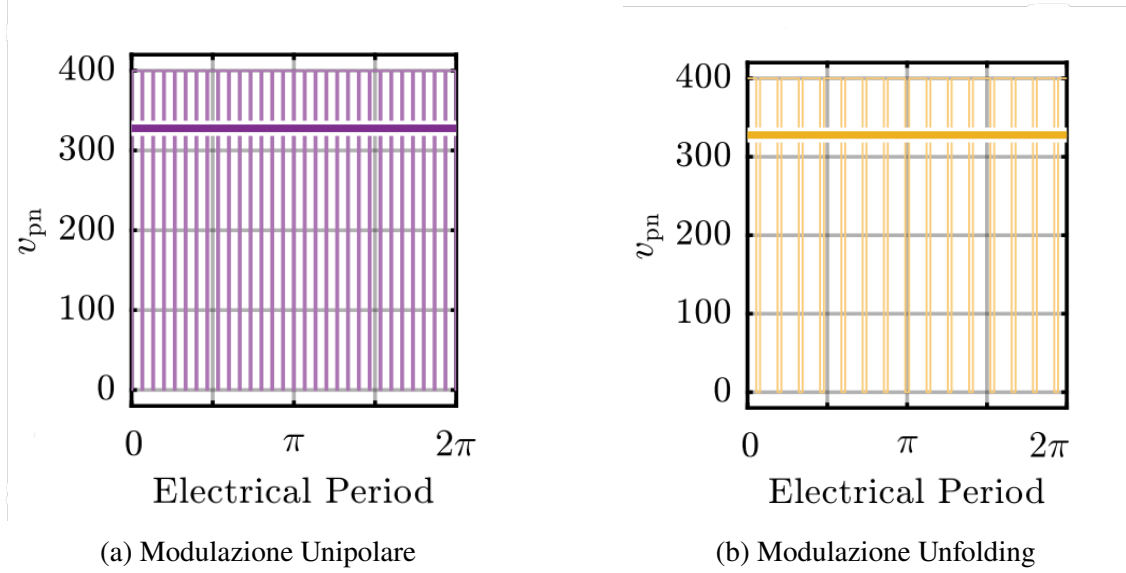 400
300
200
100
0
v_pn
0 π 2π
Electrical Period
(a) Modulazione Unipolare
400
300
200
100
0
v_pn
0 π 2π
Electrical Period
(b) Modulazione Unfolding